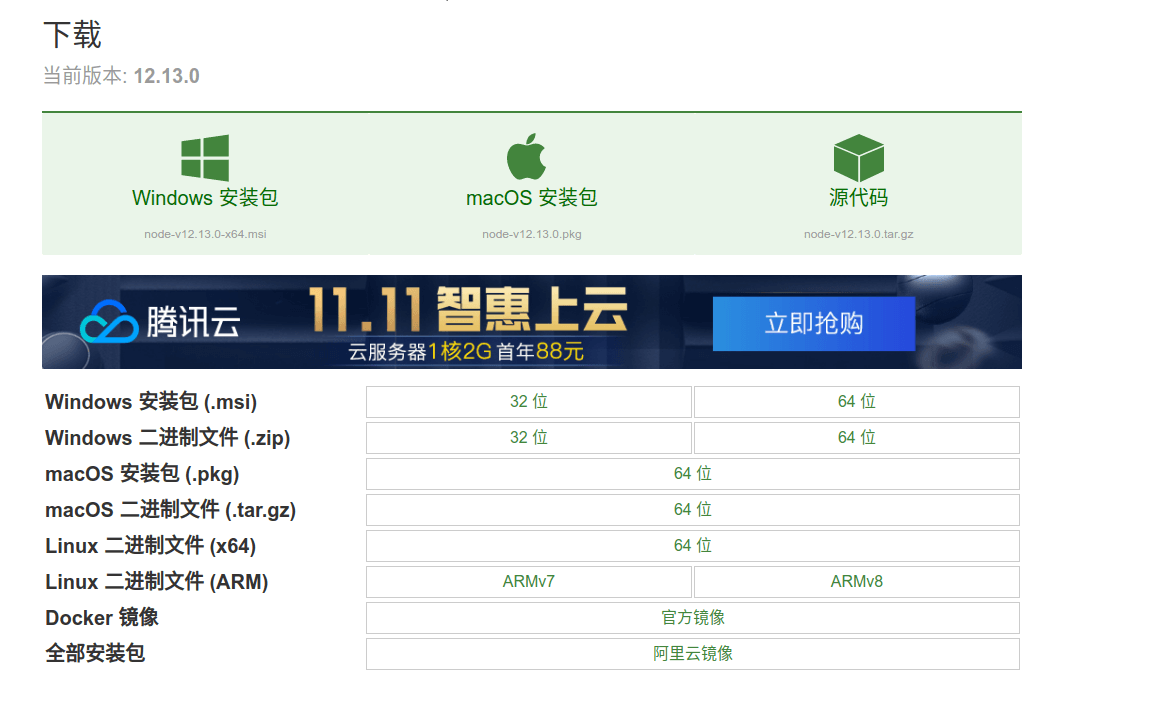 下载
当前版本: 12.13.0
Windows 安装包
macOS 安装包
源代码
node-v12.13.0-x64.msi
node-v12.13.0.pkg
node-v12.13.0.tar.gz
腾讯云
11.11 智惠上云
云服务器1核2G 首年88元
立即抢购
Windows 安装包 (.msi) 32 位 64 位
Windows 二进制文件 (.zip) 32 位 64 位
macOS 安装包 (.pkg) 64 位
macOS 二进制文件 (.tar.gz) 64 位
Linux 二进制文件 (x64) 64 位
Linux 二进制文件 (ARM) ARMv7 ARMv8
Docker 镜像 官方镜像
全部安装包 阿里云镜像